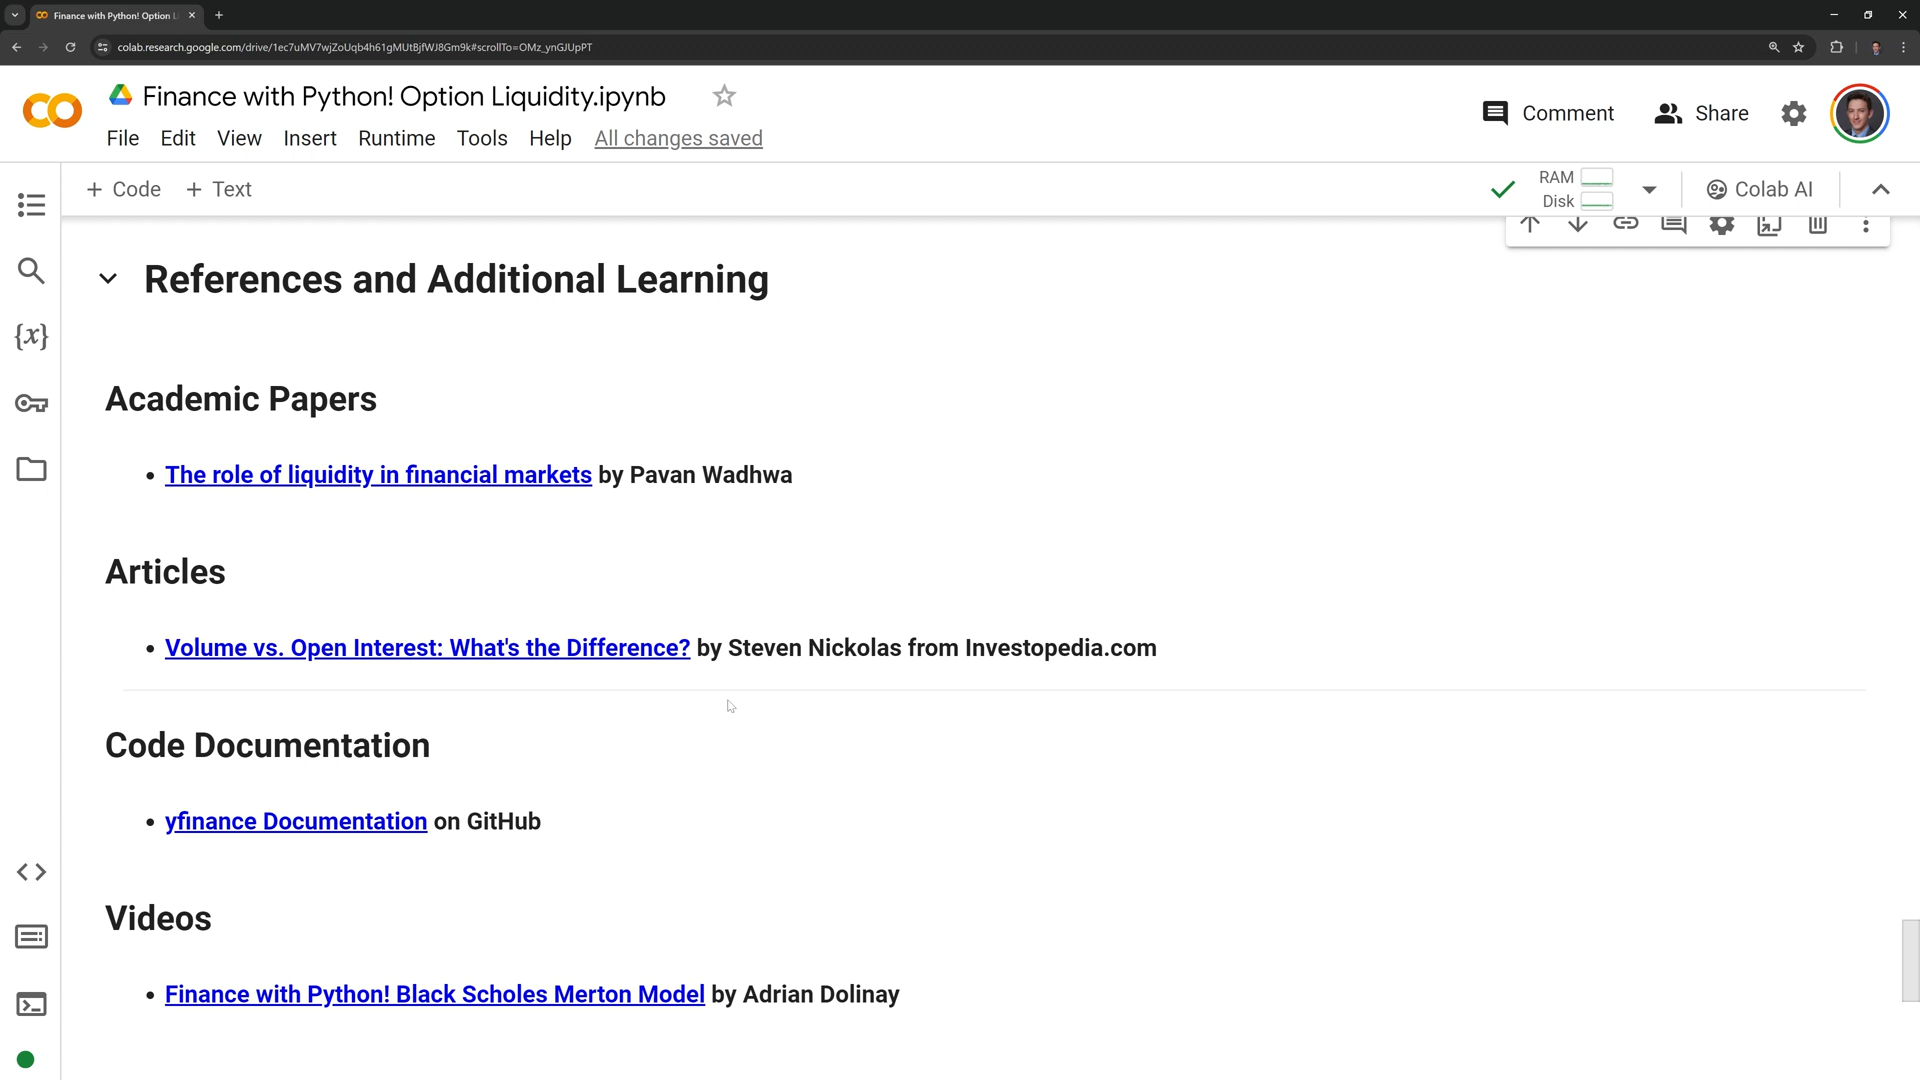 Finance with Python! Option L
colab.research.google.com/drive/1ec7uMV7wjZoUqb4h61gMUtBjfWJ8Gm9k#scrollTo=OMz_ynGJUpPT
Finance with Python! Option Liquidity.ipynb
Comment
Share
File Edit View Insert Runtime Tools Help All changes saved
+ Code + Text
RAM
Disk
Colab AI
References and Additional Learning
{x}
Academic Papers
• The role of liquidity in financial markets by Pavan Wadhwa
Articles
• Volume vs. Open Interest: What's the Difference? by Steven Nickolas from Investopedia.com
Code Documentation
• yfinance Documentation on GitHub
Videos
• Finance with Python! Black Scholes Merton Model by Adrian Dolinay